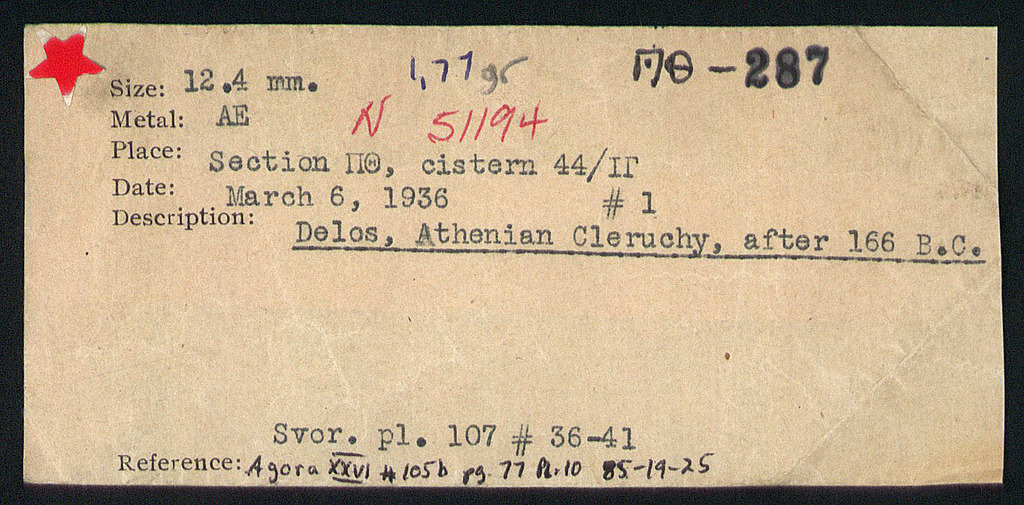 Size: 12.4 mm. 1,77 gr ΠΘ - 287
Metal: AE N 51194
Place: Section ΠΘ, cistern 44/ΙΓ
Date: March 6, 1936 # 1
Description: Delos, Athenian Cleruchy, after 166 B.C.
Svor. pl. 107 # 36-41
Reference: Agora XXVI # 105b pg. 77 Pl. 10 85-19-25